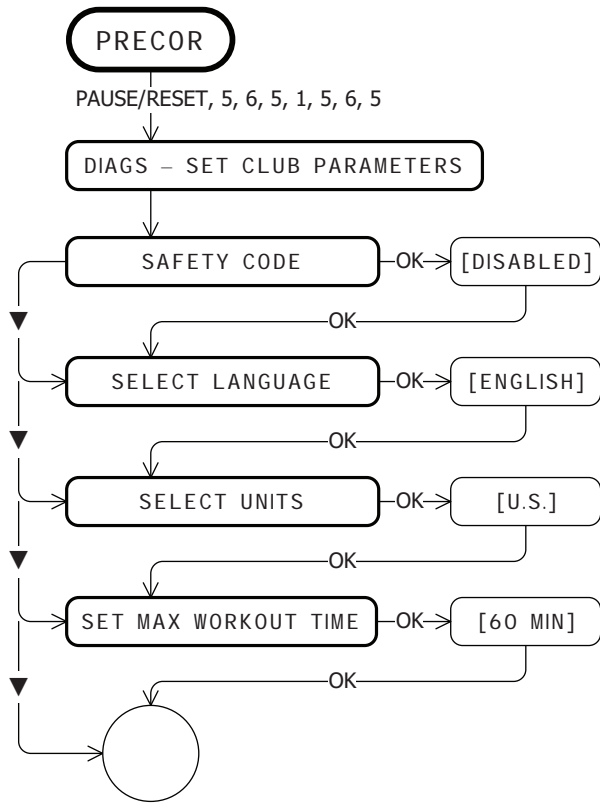 PRECOR
PAUSE/RESET, 5, 6, 5, 1, 5, 6, 5
DIAGS – SET CLUB PARAMETERS
SAFETY CODE
OK
[DISABLED]
OK
SELECT LANGUAGE
OK
[ENGLISH]
OK
SELECT UNITS
OK
[U.S.]
OK
SET MAX WORKOUT TIME
OK
[60 MIN]
OK